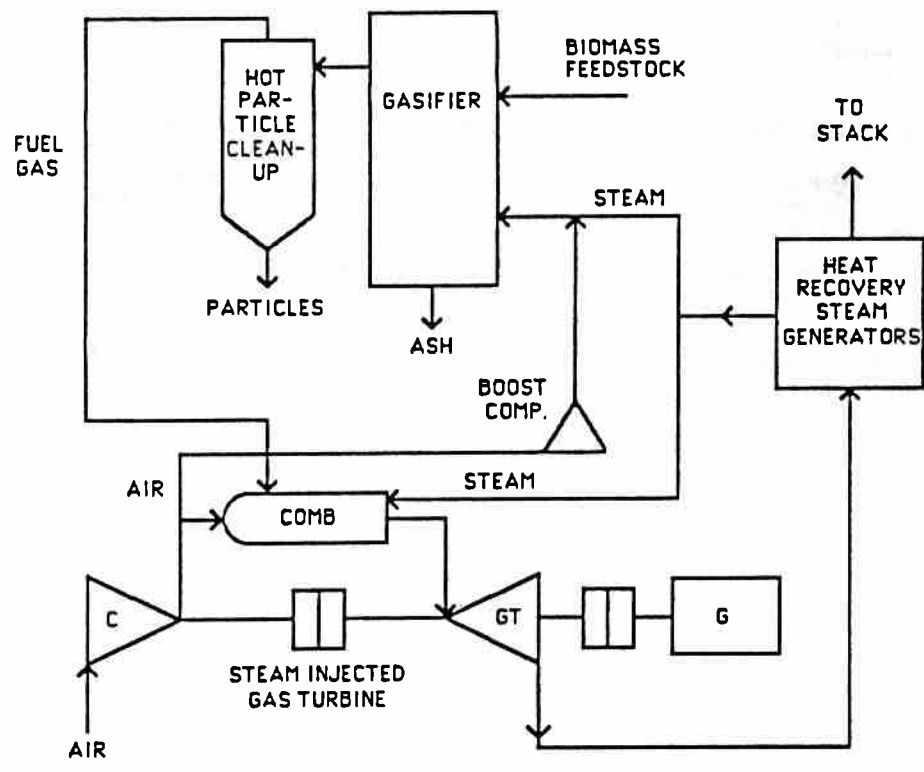 BIOMASS
FEEDSTOCK
HOT
PAR-
TICLE
CLEAN-
UP
GASIFIER
TO
STACK
FUEL
GAS
STEAM
HEAT
RECOVERY
STEAM
GENERATORS
PARTICLES
ASH
BOOST
COMP.
AIR
STEAM
COMB
C
GT
G
STEAM INJECTED
GAS TURBINE
AIR